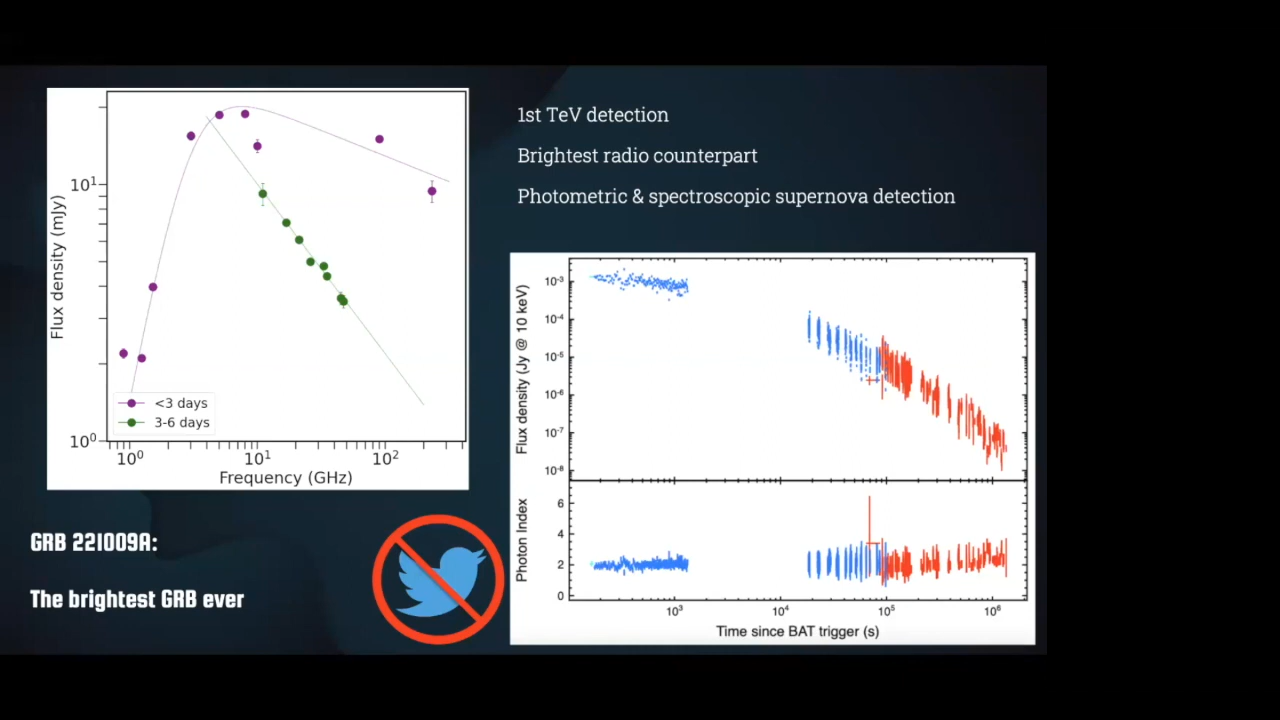 1st TeV detection
Brightest radio counterpart
Photometric & spectroscopic supernova detection
Flux density (mJy)
10¹
10⁰
<3 days
3-6 days
10⁰ 10¹ 10²
Frequency (GHz)
Flux density (Jy @ 10 keV)
10⁻³
10⁻⁴
10⁻⁵
10⁻⁶
10⁻⁷
10⁻⁸
Photon Index
6
4
2
0
10³ 10⁴ 10⁵ 10⁶
Time since BAT trigger (s)
GRB 221009A:
The brightest GRB ever